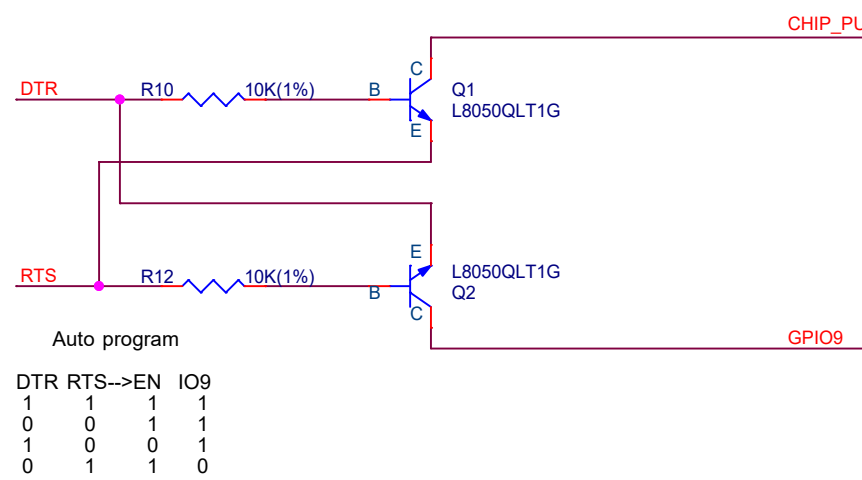 CHIP_PU
DTR R10 10K(1%) B C Q1
L8050QLT1G
E
E
RTS R12 10K(1%) L8050QLT1G
B Q2
C
Auto program GPIO9
DTR RTS-->EN IO9
1 1 1 1
0 0 1 1
1 0 0 1
0 1 1 0